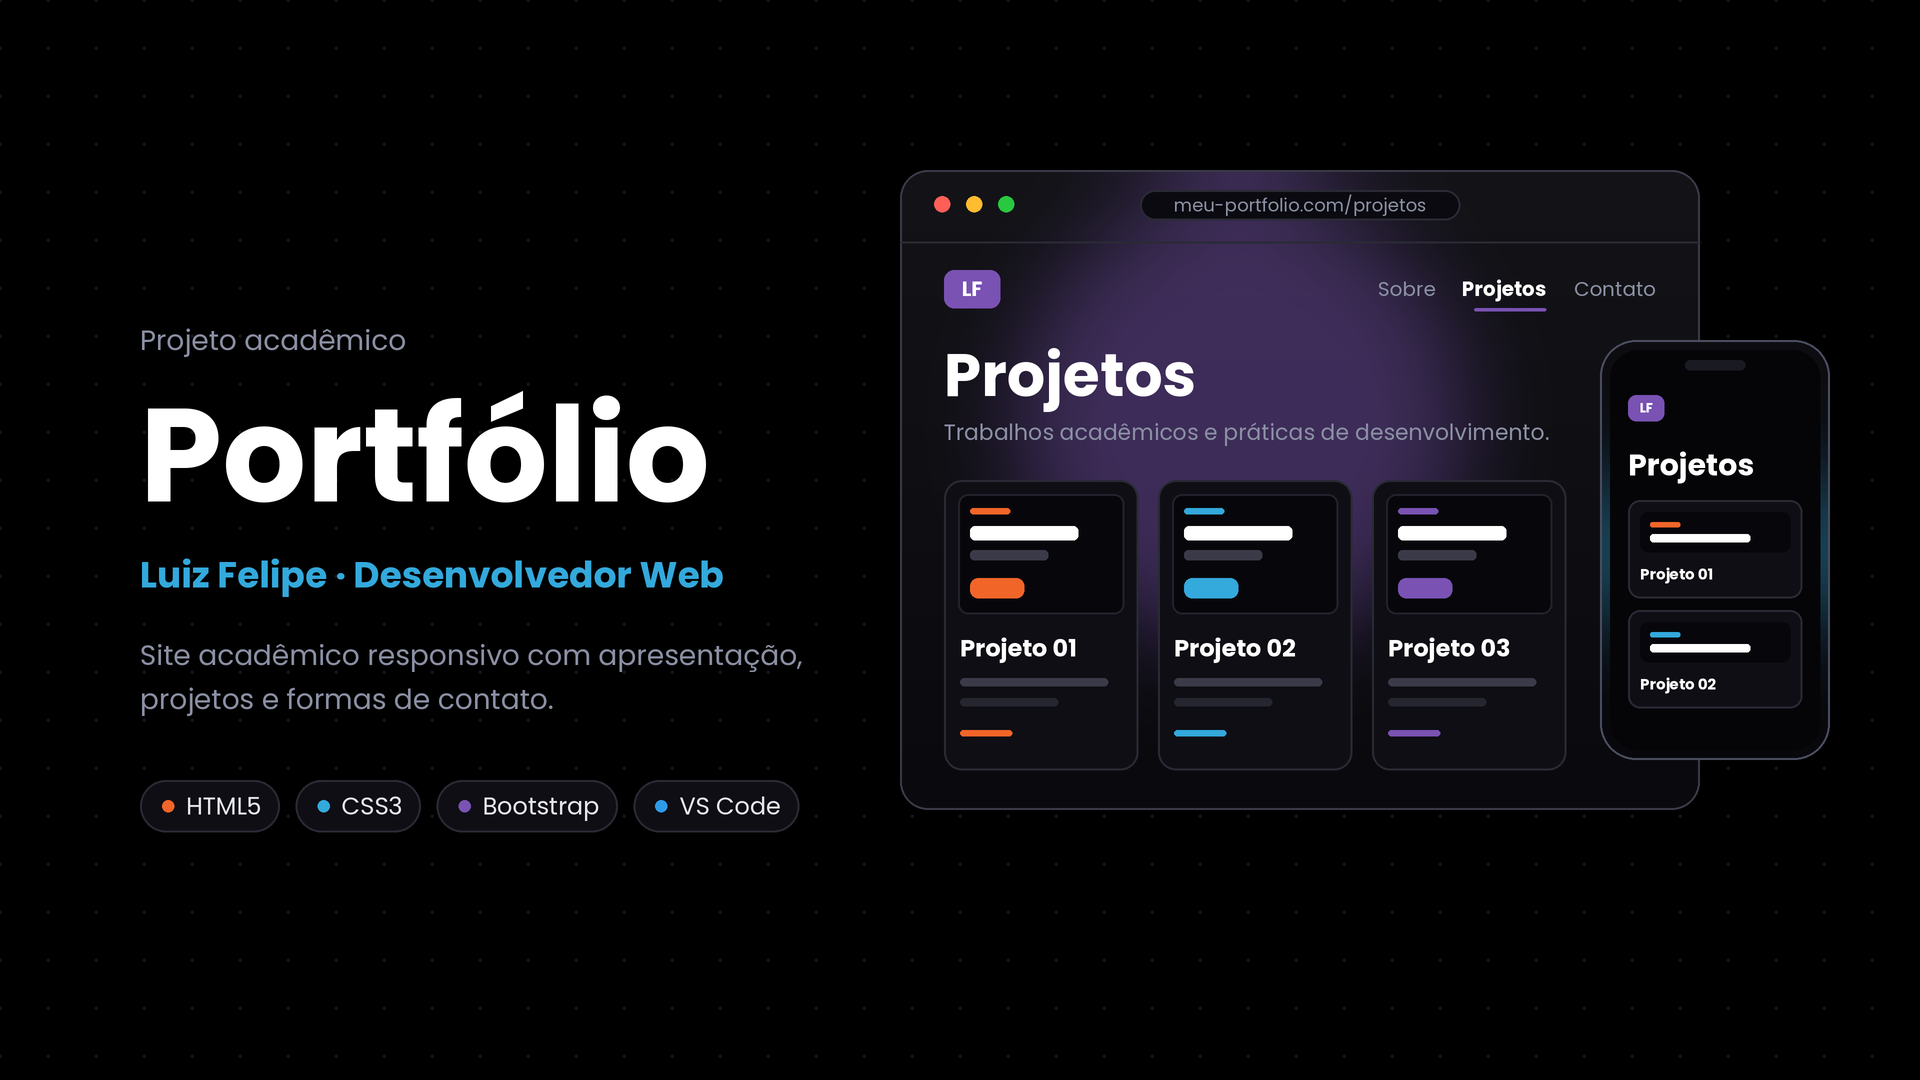 Projeto acadêmico
Portfólio
Luiz Felipe · Desenvolvedor Web
Site acadêmico responsivo com apresentação,
projetos e formas de contato.
HTML5 CSS3 Bootstrap VS Code
meu-portfolio.com/projetos
LF Sobre Projetos Contato
Projetos
Trabalhos acadêmicos e práticas de desenvolvimento.
Projeto 01 Projeto 02 Projeto 03
LF
Projetos
Projeto 01
Projeto 02